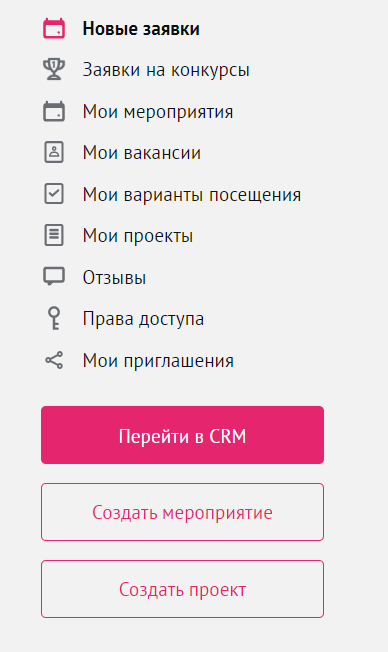 Новые заявки
Заявки на конкурсы
Мои мероприятия
Мои вакансии
Мои варианты посещения
Мои проекты
Отзывы
Права доступа
Мои приглашения
Перейти в CRM
Создать мероприятие
Создать проект